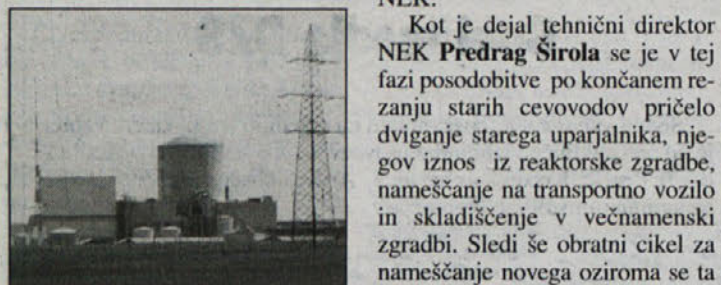 NEK.
Kot je dejal tehnični direktor
NEK Predrag Širola se je v tej
fazi posodobitve po končanem re-
zanju starih cevovodov pričelo
dviganje starega uparjalnika, nje-
gov iznos iz reaktorske zgradbe,
nameščanje na transportno vozilo
in skladiščenje v večnamenski
zgradbi. Sledi še obratni cikel za
nameščanje novega oziroma se ta